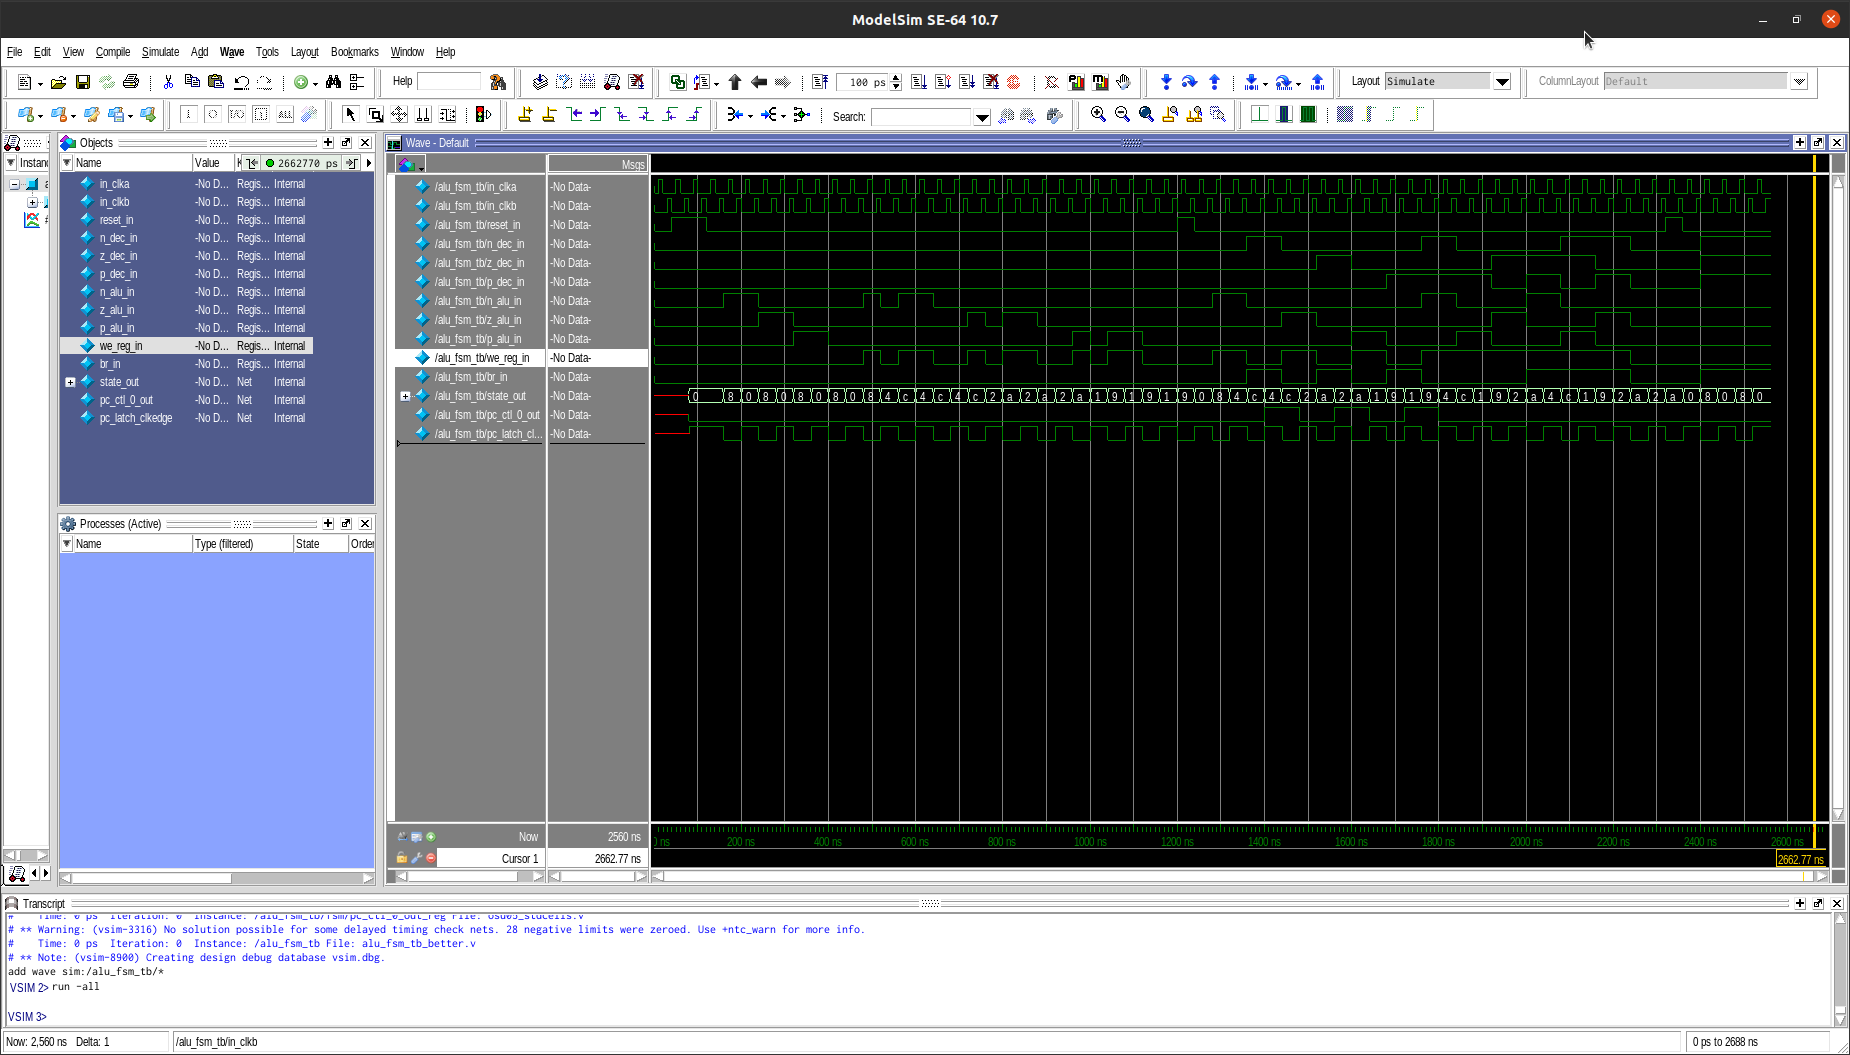 ModelSim SE-64 10.7
File Edit View Compile Simulate Add Wave Tools Layout Bookmarks Window Help
Help 100 ps Layout Simulate ColumnLayout Default
Search:
Instanc
Objects
Name Value 2662770 ps
in_clka -No D... Regis... Internal
in_clkb -No D... Regis... Internal
reset_in -No D... Regis... Internal
n_dec_in -No D... Regis... Internal
z_dec_in -No D... Regis... Internal
p_dec_in -No D... Regis... Internal
n_alu_in -No D... Regis... Internal
z_alu_in -No D... Regis... Internal
p_alu_in -No D... Regis... Internal
we_reg_in -No D... Regis... Internal
br_in -No D... Regis... Internal
state_out -No D... Net Internal
pc_ctl_0_out -No D... Net Internal
pc_latch_clkedge -No D... Net Internal
Processes (Active)
Name Type (filtered) State Order
Wave - Default
Msgs
/alu_fsm_tb/in_clka -No Data-
/alu_fsm_tb/in_clkb -No Data-
/alu_fsm_tb/reset_in -No Data-
/alu_fsm_tb/n_dec_in -No Data-
/alu_fsm_tb/z_dec_in -No Data-
/alu_fsm_tb/p_dec_in -No Data-
/alu_fsm_tb/n_alu_in -No Data-
/alu_fsm_tb/z_alu_in -No Data-
/alu_fsm_tb/p_alu_in -No Data-
/alu_fsm_tb/we_reg_in -No Data-
/alu_fsm_tb/br_in -No Data-
/alu_fsm_tb/state_out -No Data- 0 8 0 8 0 8 0 8 0 8 4 c 4 c 4 c 2 a 2 a 2 a 1 9 1 9 1 9 0 8 4 c 4 c 2 a 2 a 1 9 1 9 4 c 1 9 2 a 4 c 1 9 2 a 2 a 0 8 0 8 0
/alu_fsm_tb/pc_ctl_0_out -No Data-
/alu_fsm_tb/pc_latch_cl... -No Data-
Now 2560 ns 200 ns 400 ns 600 ns 800 ns 1000 ns 1200 ns 1400 ns 1600 ns 1800 ns 2000 ns 2200 ns 2400 ns 2600 ns
Cursor 1 2662.77 ns 2662.77 ns
Transcript
# Time: 0 ps Iteration: 0 Instance: /alu_fsm_tb/fsm/pc_ctl_0_out_reg File: osu05_stdcells.v
# ** Warning: (vsim-3316) No solution possible for some delayed timing check nets. 28 negative limits were zeroed. Use +ntc_warn for more info.
# Time: 0 ps Iteration: 0 Instance: /alu_fsm_tb File: alu_fsm_tb_better.v
# ** Note: (vsim-8900) Creating design debug database vsim.dbg.
add wave sim:/alu_fsm_tb/*
VSIM 2> run -all
VSIM 3>
Now: 2,560 ns Delta: 1 /alu_fsm_tb/in_clkb 0 ps to 2688 ns